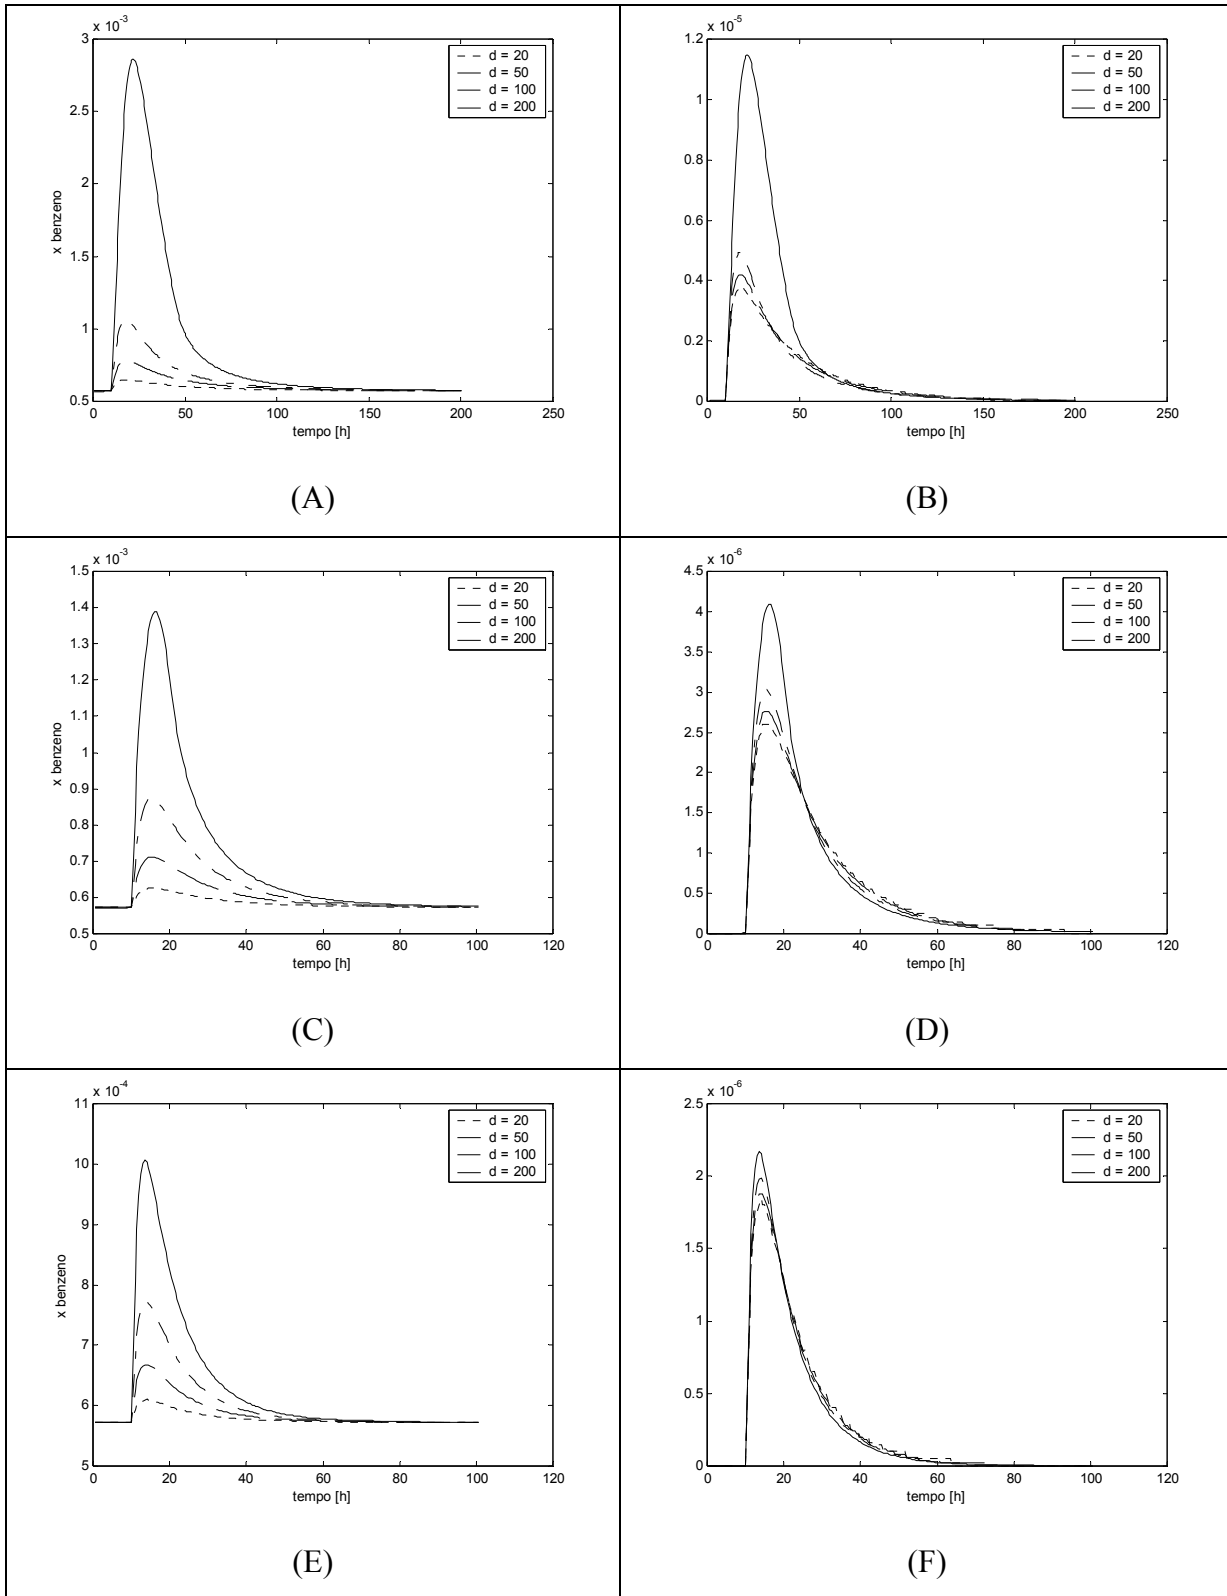 x 10-3
3
2.5
2
1.5
1
0.5
0 50 100 150 200 250
x benzeno
tempo [h]
d = 20
d = 50
d = 100
d = 200
(A)
x 10-5
1.2
1
0.8
0.6
0.4
0.2
0
0 50 100 150 200 250
tempo [h]
d = 20
d = 50
d = 100
d = 200
(B)
x 10-3
1.5
1.4
1.3
1.2
1.1
1
0.9
0.8
0.7
0.6
0.5
0 20 40 60 80 100 120
x benzeno
tempo [h]
d = 20
d = 50
d = 100
d = 200
(C)
x 10-6
4.5
4
3.5
3
2.5
2
1.5
1
0.5
0
0 20 40 60 80 100 120
tempo [h]
d = 20
d = 50
d = 100
d = 200
(D)
x 10-4
11
10
9
8
7
6
5
0 20 40 60 80 100 120
x benzeno
tempo [h]
d = 20
d = 50
d = 100
d = 200
(E)
x 10-6
2.5
2
1.5
1
0.5
0
0 20 40 60 80 100 120
tempo [h]
d = 20
d = 50
d = 100
d = 200
(F)